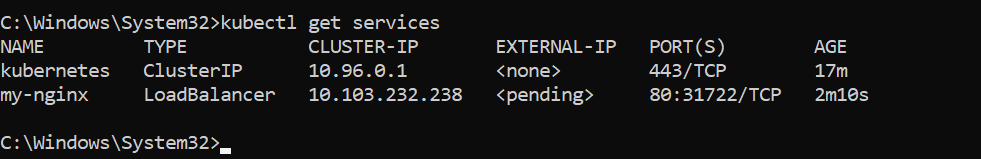 C:\Windows\System32>kubectl get services
NAME TYPE CLUSTER-IP EXTERNAL-IP PORT(S) AGE
kubernetes ClusterIP 10.96.0.1 <none> 443/TCP 17m
my-nginx LoadBalancer 10.103.232.238 <pending> 80:31722/TCP 2m10s
C:\Windows\System32>